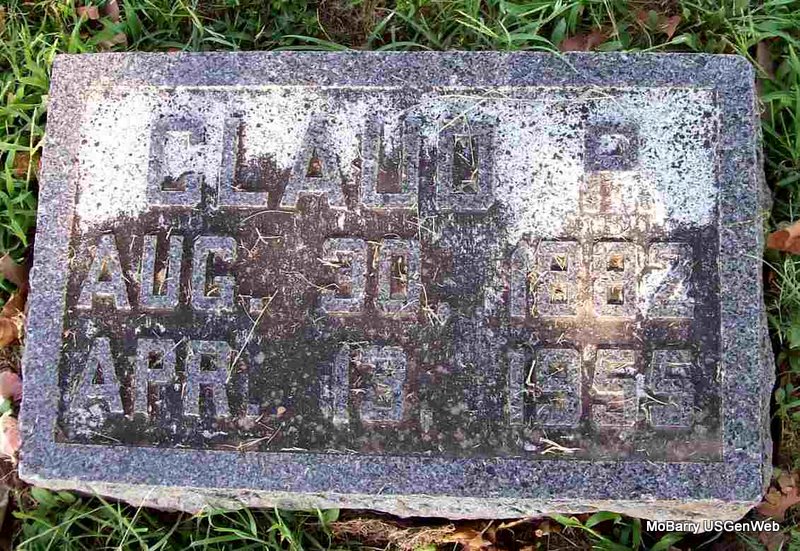 CLAUD P.
AUG. 30, 1882
APR. 13, 1955
MoBarry USGenWeb